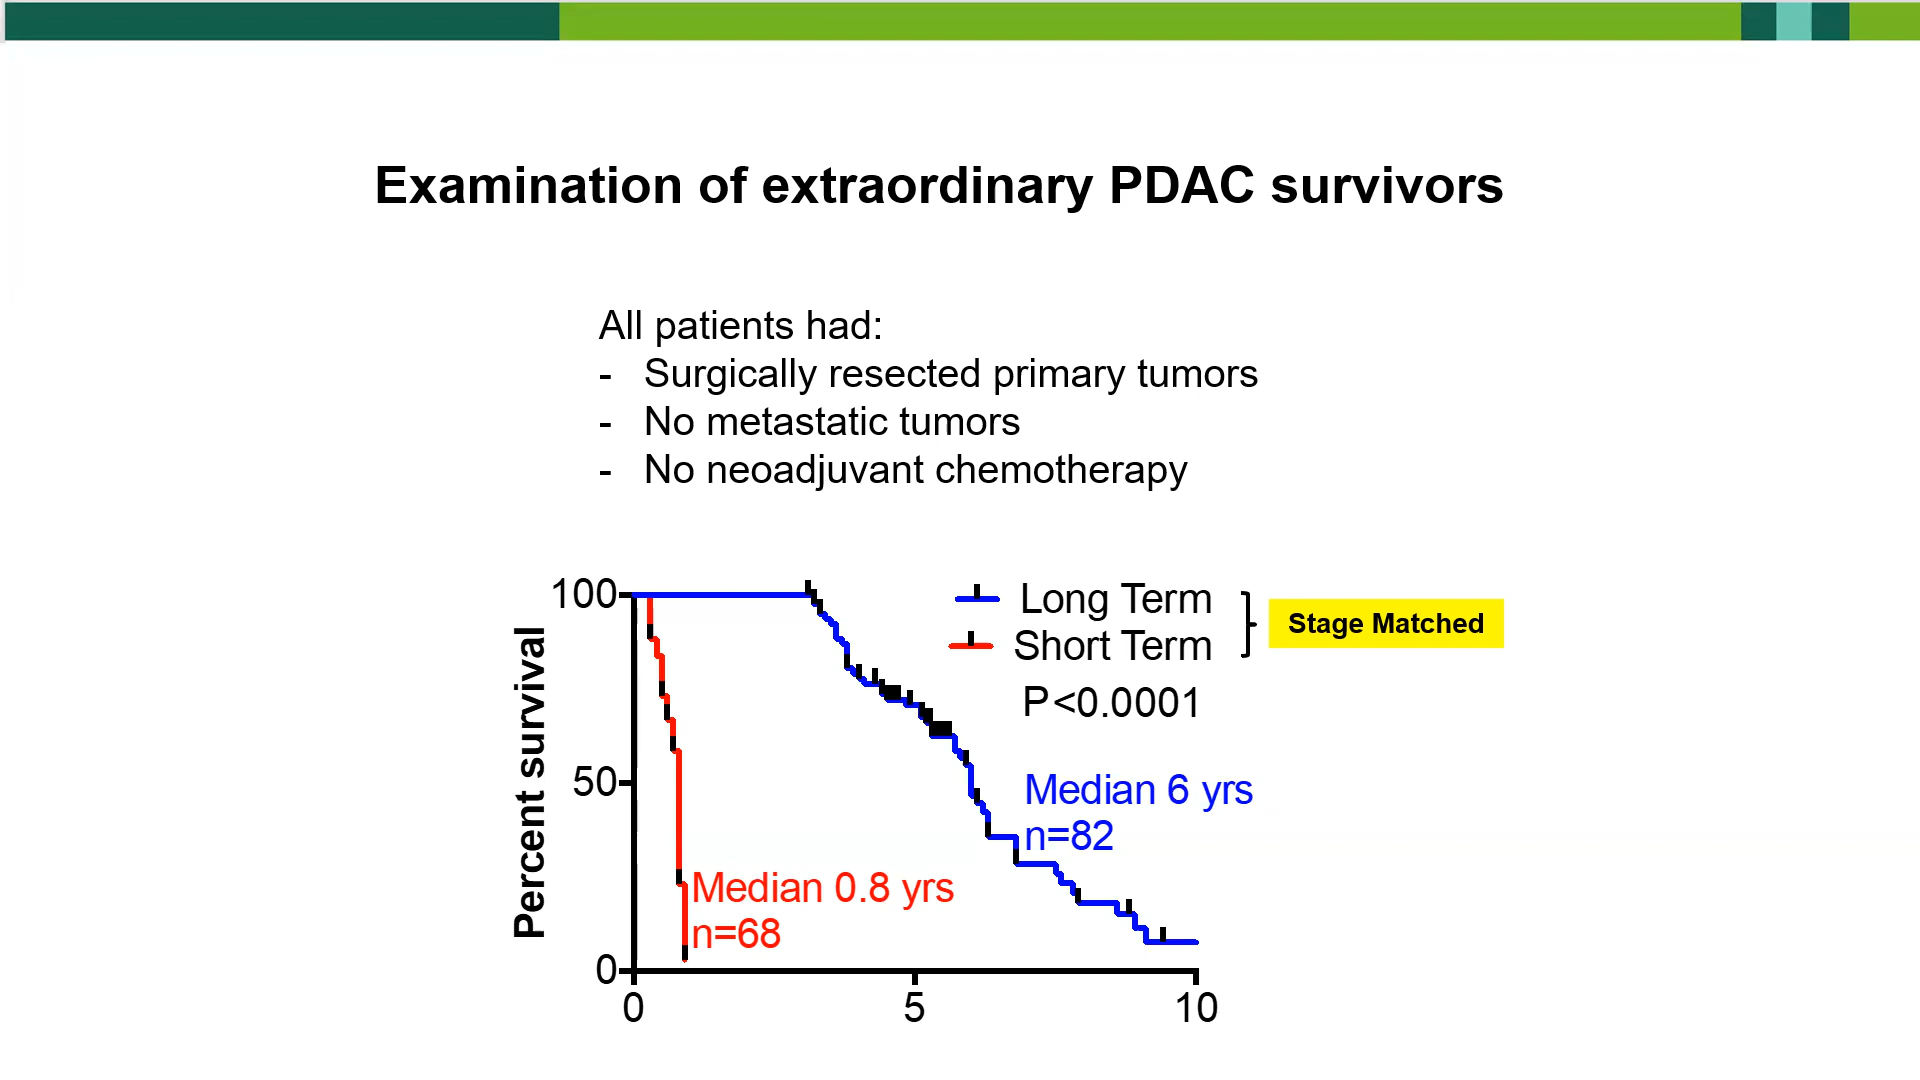 Examination of extraordinary PDAC survivors
All patients had:
- Surgically resected primary tumors
- No metastatic tumors
- No neoadjuvant chemotherapy
100
50
0
Percent survival
Long Term
Short Term
Stage Matched
P<0.0001
Median 6 yrs
n=82
Median 0.8 yrs
n=68
0 5 10